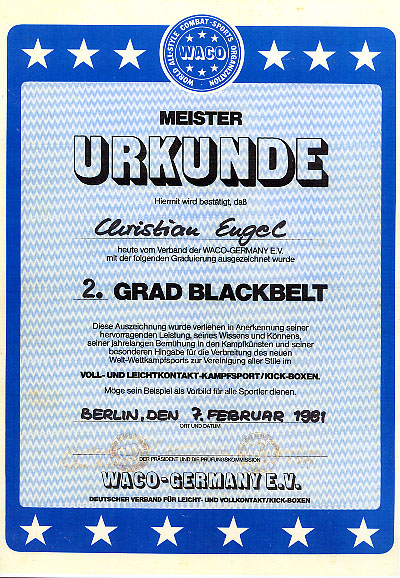 WORLD ALL-STYLE COMBAT-SPORTS ORGANIZATION
WACO
MEISTER
URKUNDE
Hiermit wird bestätigt, daß
Christian Engel
heute vom Verband der WACO-GERMANY E.V.
mit der folgenden Graduierung ausgezeichnet wurde
2. GRAD BLACKBELT
Diese Auszeichnung wurde verliehen in Anerkennung seiner
hervorragenden Leistung, seines Wissens und Könnens,
seiner jahrelangen Bemühung in den Kampfkünsten und seiner
besonderen Hingabe für die Verbreitung des neuen
Welt-Wettkampfsports zur Vereinigung aller Stile im
VOLL- UND LEICHTKONTAKT-KAMPFSPORT/KICK-BOXEN.
Möge sein Beispiel als Vorbild für alle Sportler dienen.
BERLIN, DEN 7. FEBRUAR 1981
ORT UND DATUM
DER PRÄSIDENT UND DIE PRÜFUNGSKOMMISSION
WACO-GERMANY E.V.
DEUTSCHER VERBAND FÜR LEICHT- UND VOLLKONTAKT/KICK-BOXEN